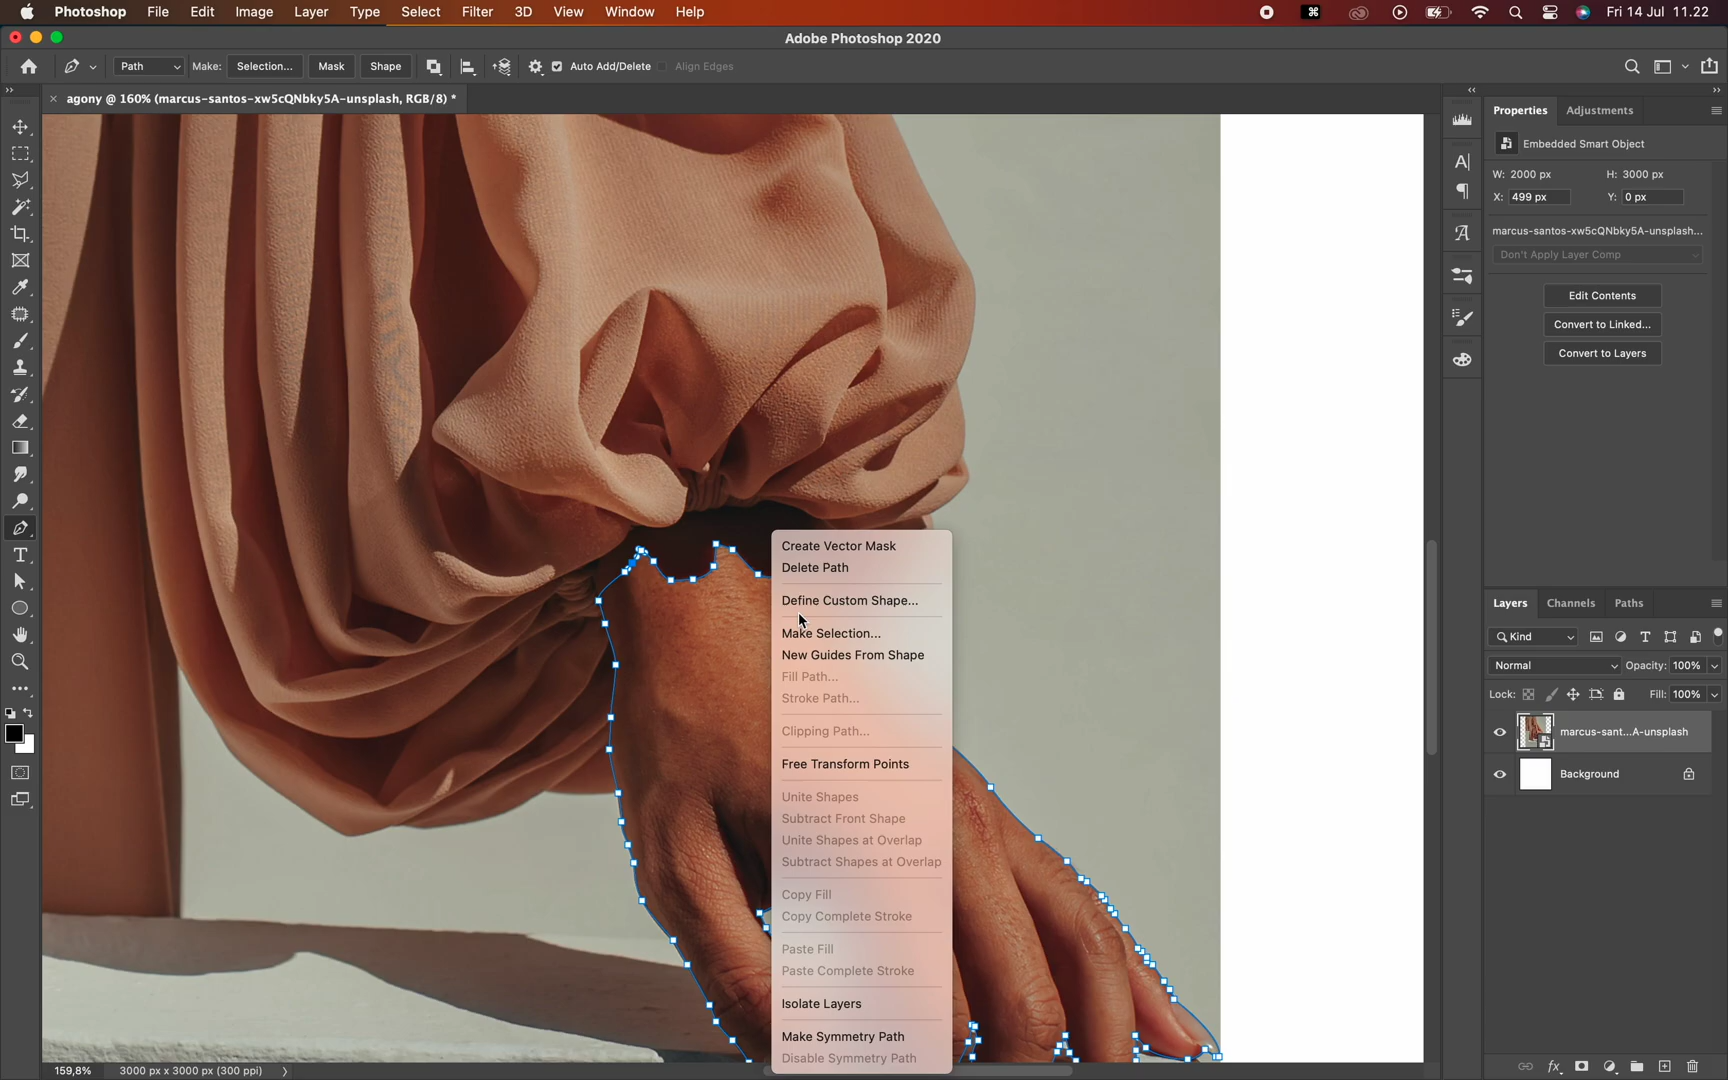 Photoshop File Edit Image Layer Type Select Filter 3D View Window Help Fri 14 Jul 11.22
Adobe Photoshop 2020
Path Make: Selection... Mask Shape Auto Add/Delete Align Edges
agony @ 160% (marcus-santos-xw5cQNbky5A-unsplash, RGB/8) *
Properties Adjustments
Embedded Smart Object
W: 2000 px H: 3000 px
X: 499 px Y: 0 px
marcus-santos-xw5cQNbky5A-unsplash...
Don't Apply Layer Comp
Edit Contents
Convert to Linked...
Convert to Layers
Create Vector Mask
Delete Path
Define Custom Shape...
Make Selection...
New Guides From Shape
Fill Path...
Stroke Path...
Clipping Path...
Free Transform Points
Unite Shapes
Subtract Front Shape
Unite Shapes at Overlap
Subtract Shapes at Overlap
Copy Fill
Copy Complete Stroke
Paste Fill
Paste Complete Stroke
Isolate Layers
Make Symmetry Path
Disable Symmetry Path
Layers Channels Paths
Kind
Normal Opacity: 100%
Lock: Fill: 100%
marcus-sant...A-unsplash
Background
159,8% 3000 px x 3000 px (300 ppi)